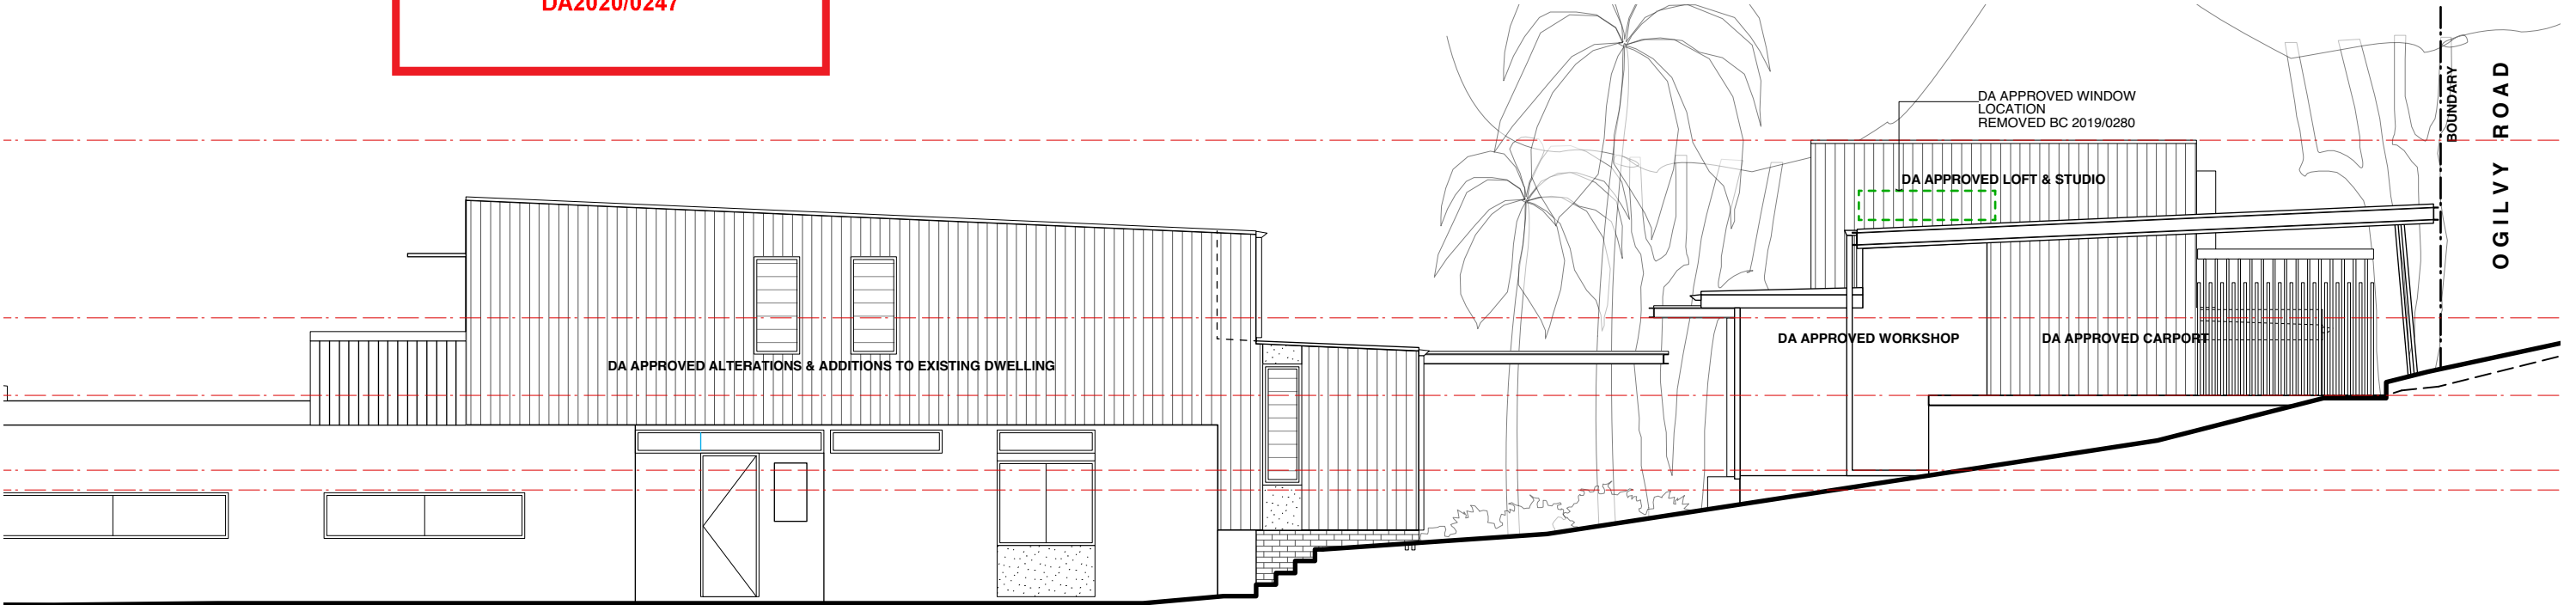 DA2020/0247
DA APPROVED WINDOW
LOCATION
REMOVED BC 2019/0280
BOUNDARY
OGILVY ROAD
DA APPROVED LOFT & STUDIO
DA APPROVED WORKSHOP
DA APPROVED CARPORT
DA APPROVED ALTERATIONS & ADDITIONS TO EXISTING DWELLING